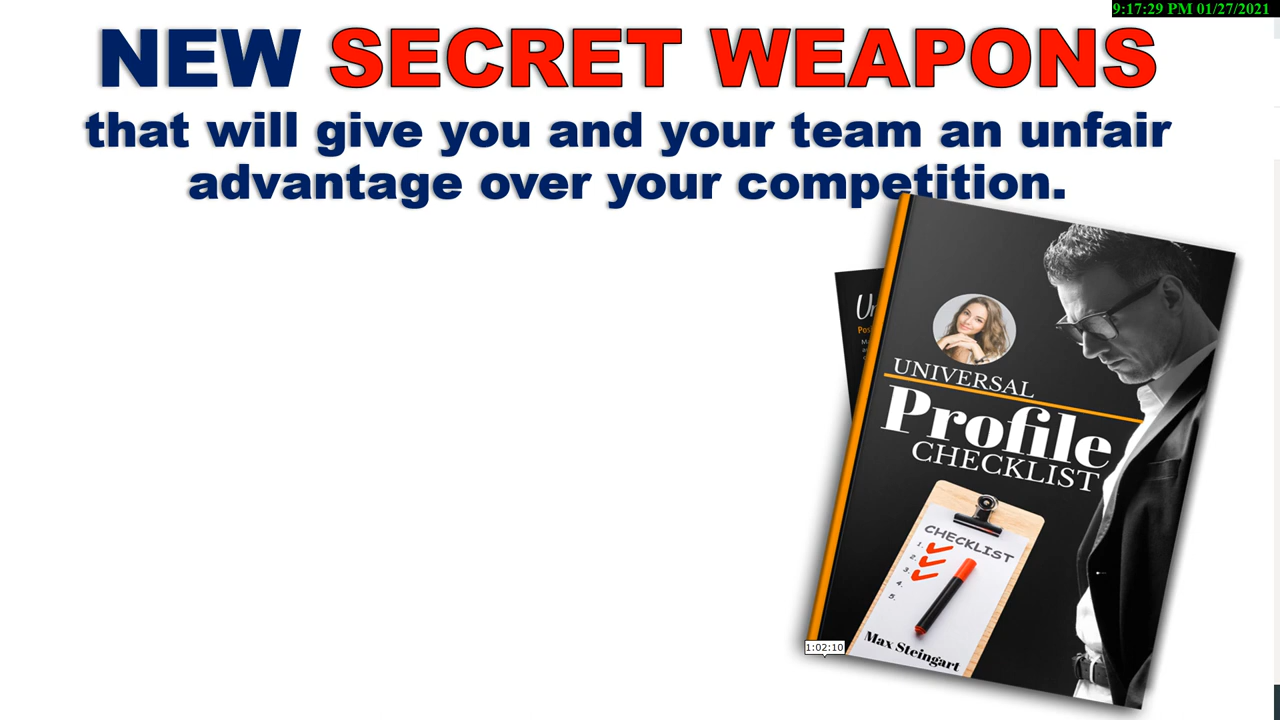 9:17:29 PM 01/27/2021
NEW SECRET WEAPONS
that will give you and your team an unfair
advantage over your competition.
UNIVERSAL
Profile
CHECKLIST
CHECKLIST
1.
2.
3.
4.
5.
Max Steingart
1:02:10